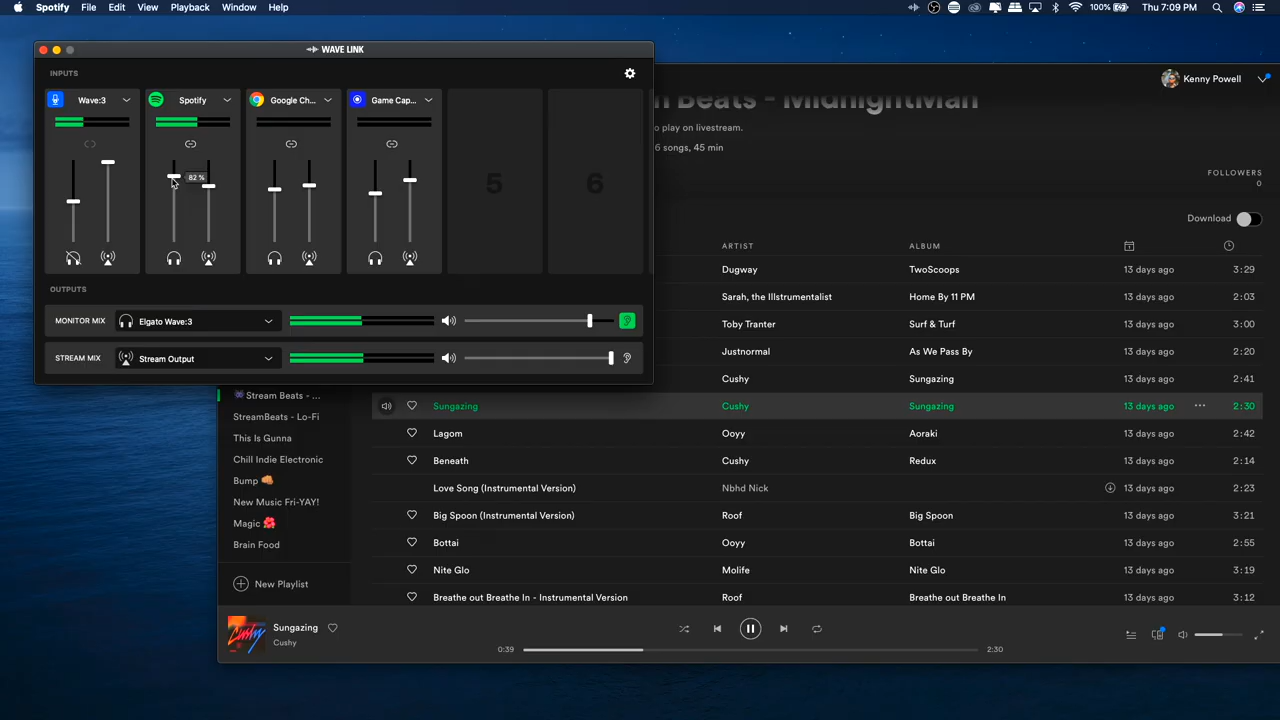 Spotify File Edit View Playback Window Help
100% Thu 7:09 PM
WAVE LINK
INPUTS
Wave:3 Spotify Google Ch... Game Cap...
82 %
5 6
OUTPUTS
MONITOR MIX Elgato Wave:3
STREAM MIX Stream Output
Kenny Powell
Beats - MidnightMan
o play on livestream.
6 songs, 45 min
FOLLOWERS
0
Download
ARTIST ALBUM
Dugway TwoScoops 13 days ago 3:29
Sarah, the Illstrumentalist Home By 11 PM 13 days ago 2:03
Toby Tranter Surf & Turf 13 days ago 3:00
Justnormal As We Pass By 13 days ago 2:20
Cushy Sungazing 13 days ago 2:41
Sungazing Cushy Sungazing 13 days ago ··· 2:30
Lagom Ooyy Aoraki 13 days ago 2:42
Beneath Cushy Redux 13 days ago 2:14
Love Song (Instrumental Version) Nbhd Nick 13 days ago 2:23
Big Spoon (Instrumental Version) Roof Big Spoon 13 days ago 3:21
Bottai Ooyy Bottai 13 days ago 2:55
Nite Glo Molife Nite Glo 13 days ago 3:19
Breathe out Breathe In - Instrumental Version Roof Breathe out Breathe In 13 days ago 3:12
👾Stream Beats - ...
StreamBeats - Lo-Fi
This Is Gunna
Chill Indie Electronic
Bump 👊🏽
New Music Fri-YAY!
Magic 🌺
Brain Food
New Playlist
Cushy
Sungazing
Cushy
0:39 2:30